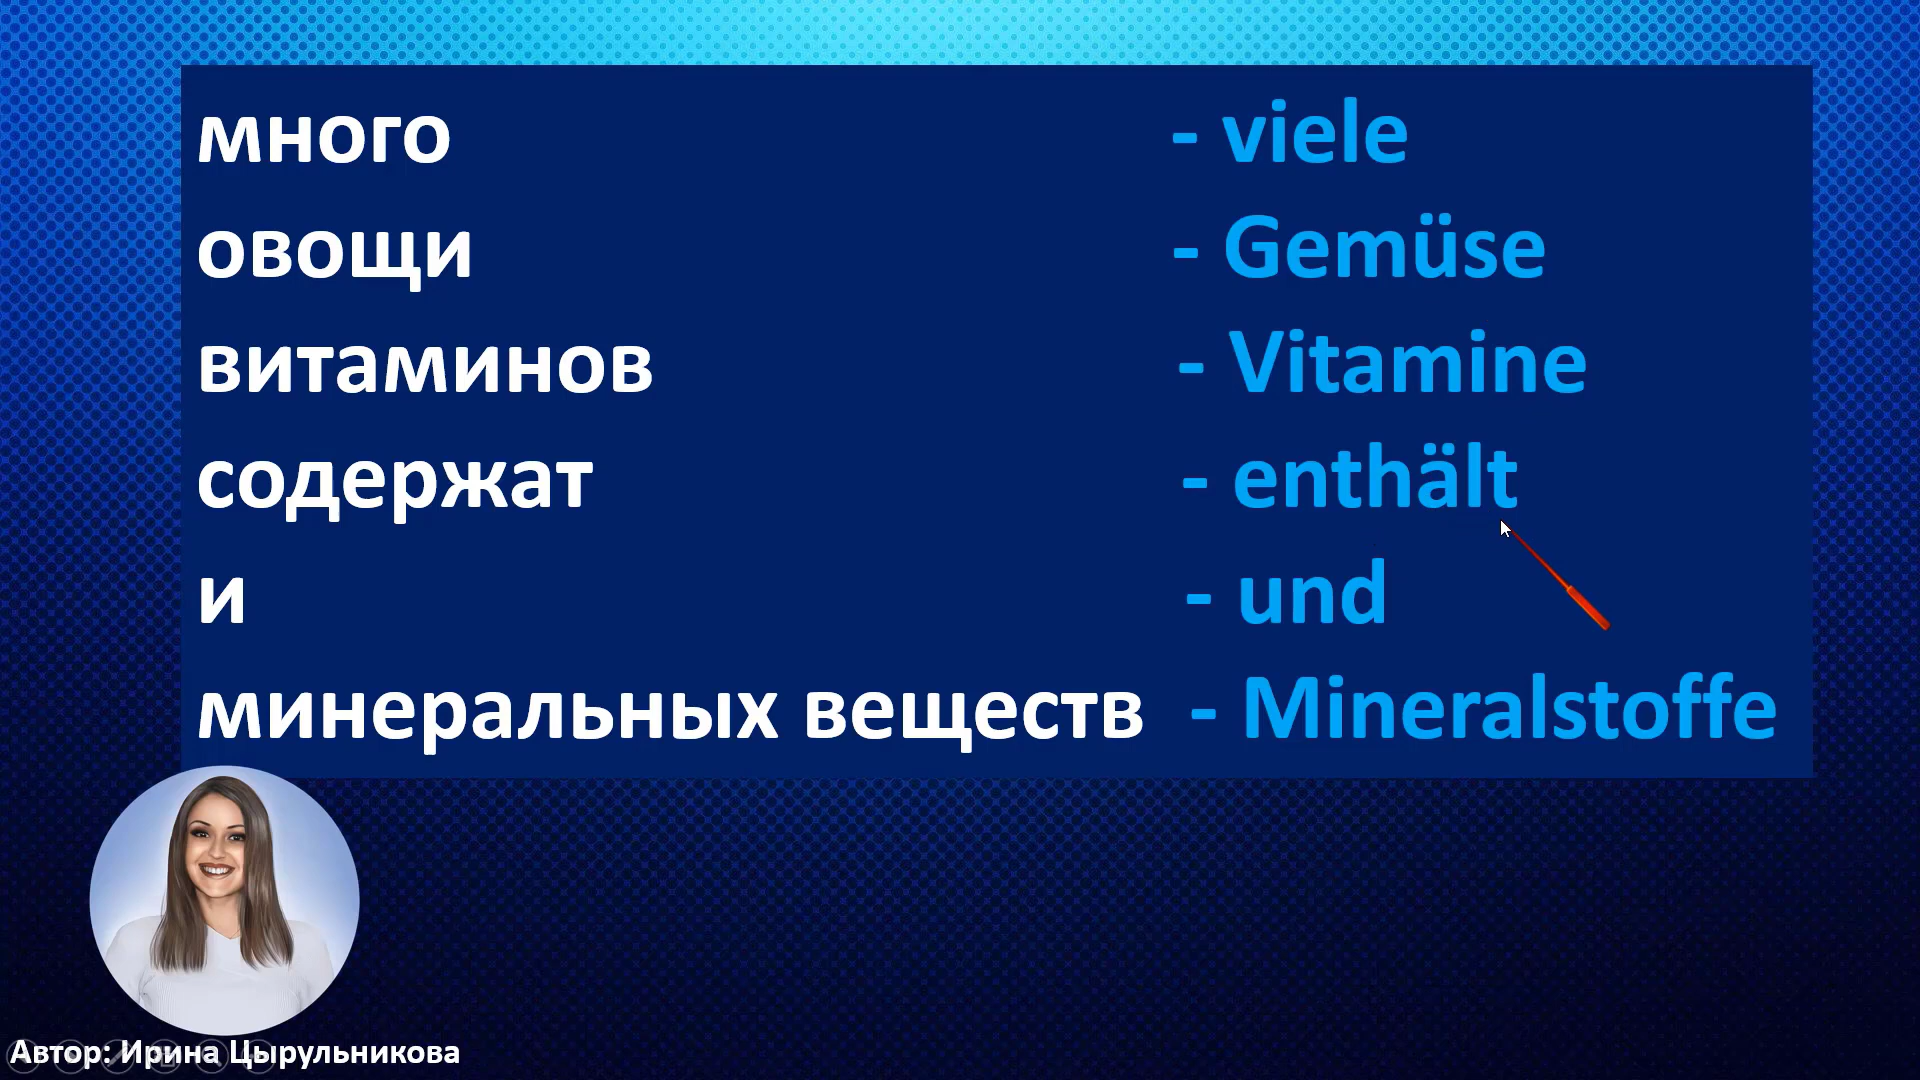 много - viele
овощи - Gemüse
витаминов - Vitamine
содержат - enthält
и - und
минеральных веществ - Mineralstoffe
Автор: Ирина Цырульникова